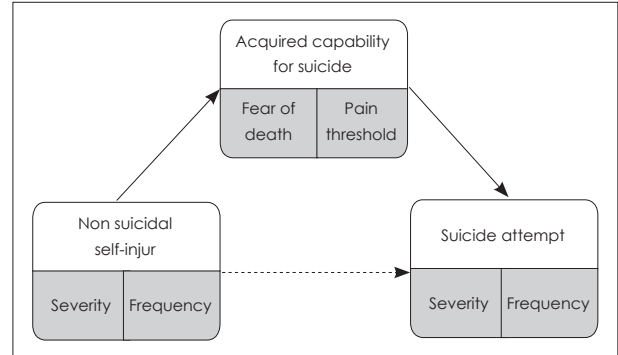 Acquired capability
for suicide
Fear of
death
Pain
threshold
Non suicidal
self-injur
Severity
Frequency
Suicide attempt
Severity
Frequency